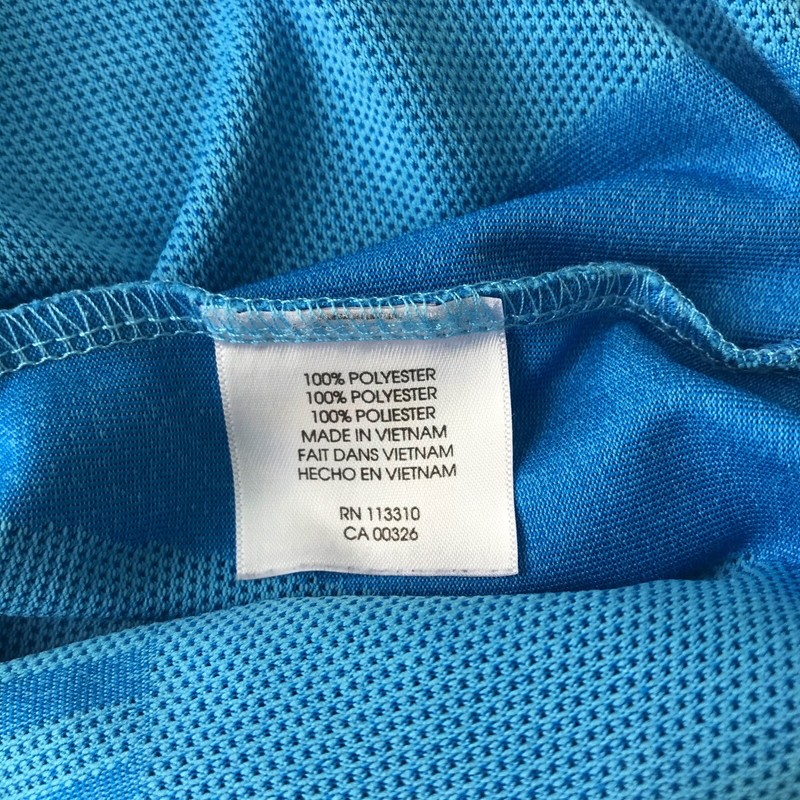 100% POLYESTER
100% POLYESTER
100% POLIESTER
MADE IN VIETNAM
FAIT DANS VIETNAM
HECHO EN VIETNAM
RN 113310
CA 00326